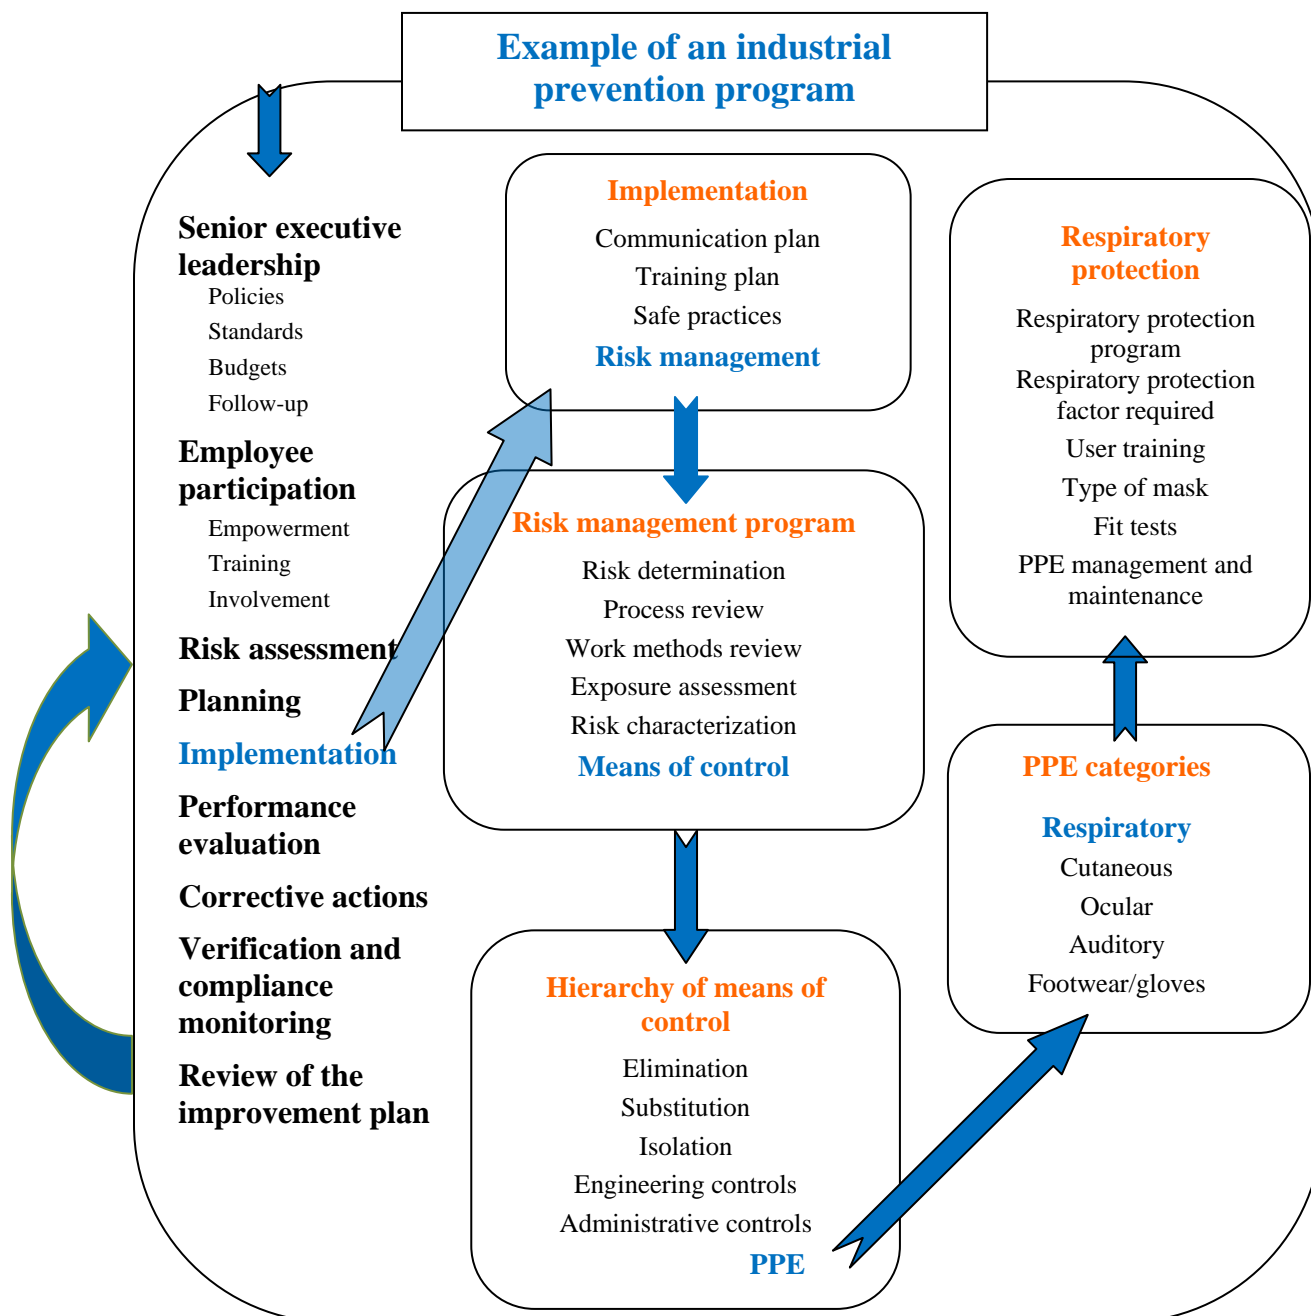 Example of an industrial
prevention program
Senior executive
leadership
Policies
Standards
Budgets
Follow-up
Employee
participation
Empowerment
Training
Involvement
Risk assessment
Planning
Implementation
Performance
evaluation
Corrective actions
Verification and
compliance
monitoring
Review of the
improvement plan
Implementation
Communication plan
Training plan
Safe practices
Risk management
Risk management program
Risk determination
Process review
Work methods review
Exposure assessment
Risk characterization
Means of control
Hierarchy of means of
control
Elimination
Substitution
Isolation
Engineering controls
Administrative controls
PPE
PPE categories
Respiratory
Cutaneous
Ocular
Auditory
Footwear/gloves
Respiratory
protection
Respiratory protection
program
Respiratory protection
factor required
User training
Type of mask
Fit tests
PPE management and
maintenance